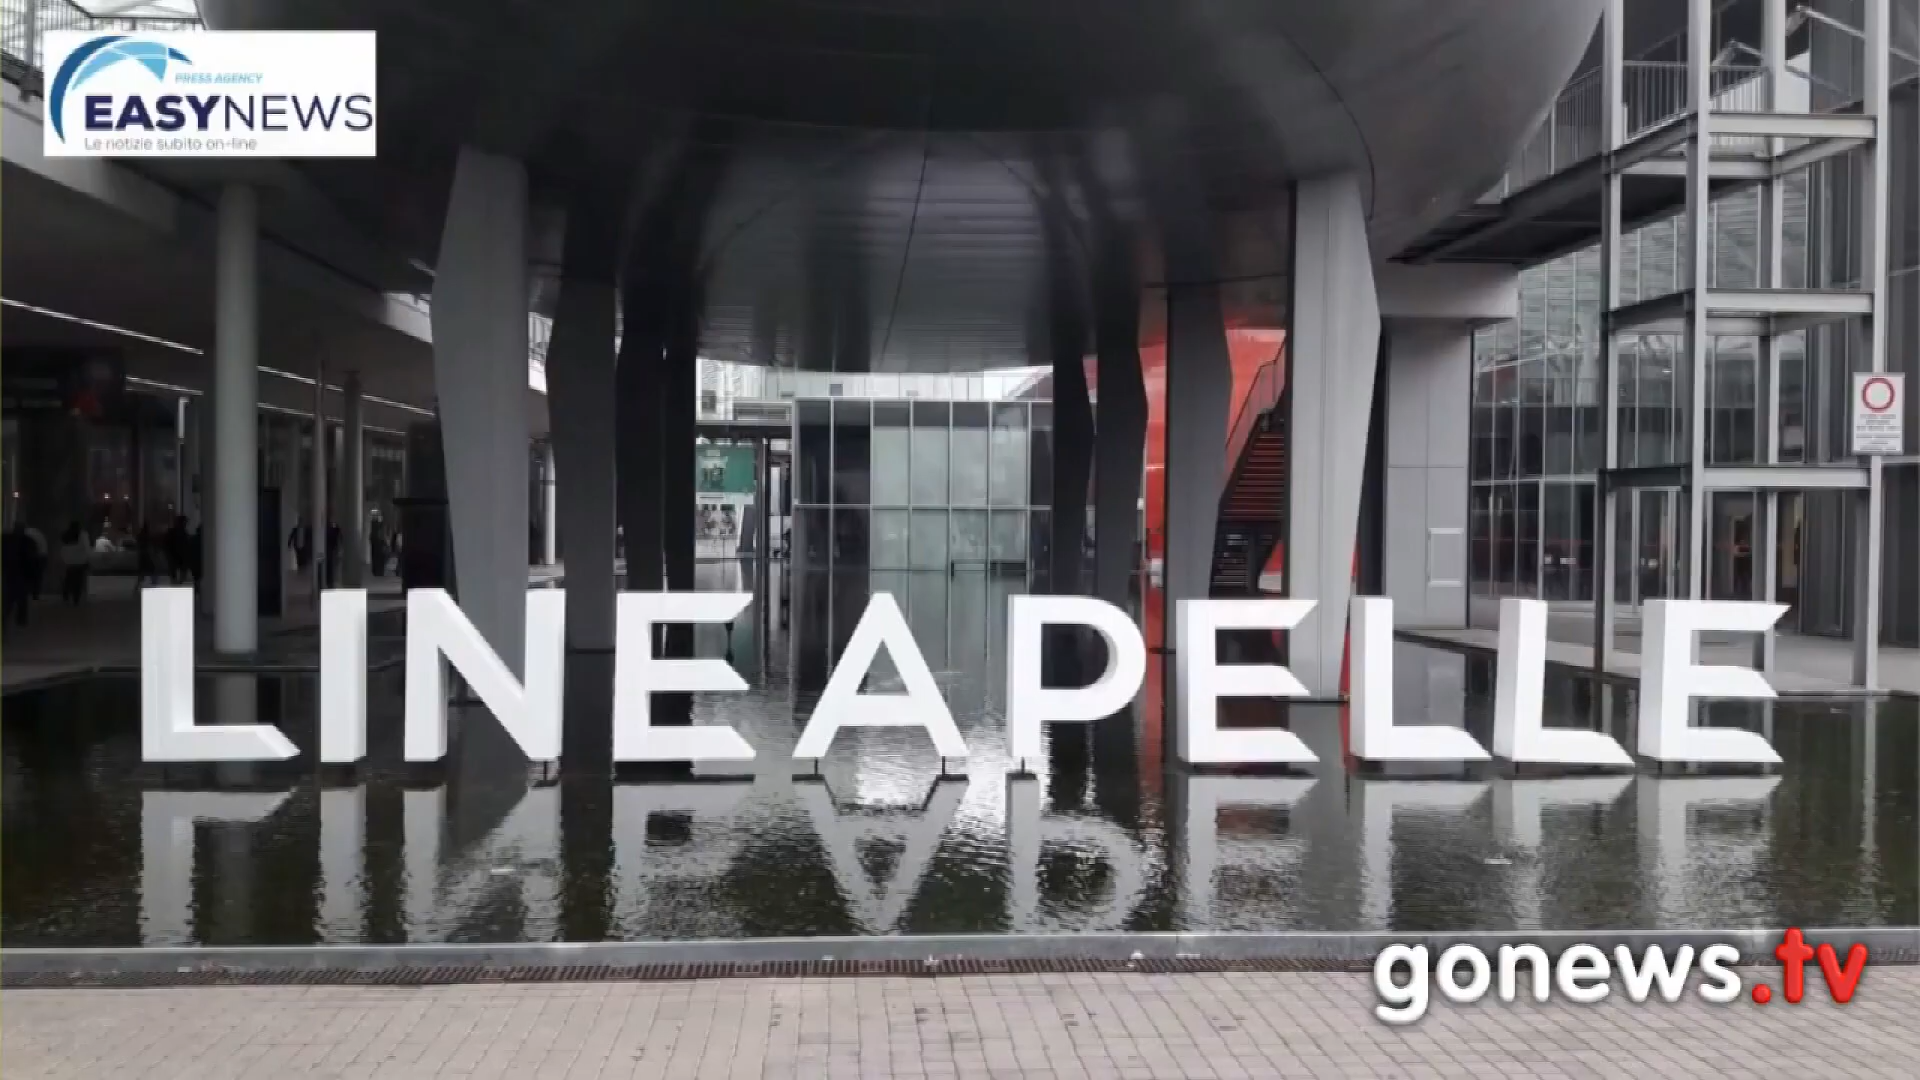 PRESS AGENCY
EASYNEWS
Le notizie subito on-line
LINEAPELLE
gonews.tv